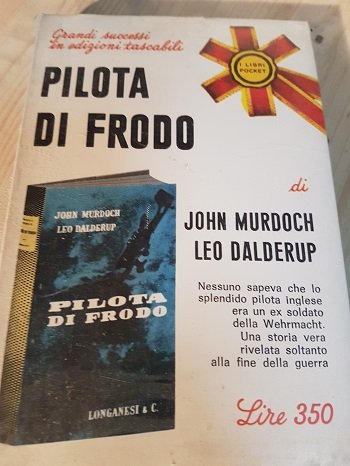 Grandi successi
in edizioni tascabili
I LIBRI
POCKET
PILOTA
DI FRODO
di
JOHN MURDOCH
LEO DALDERUP
JOHN MURDOCH
LEO DALDERUP
PILOTA
DI FRODO
LONGANESI & C.
Nessuno sapeva che lo
splendido pilota inglese
era un ex soldato
della Wehrmacht.
Una storia vera
rivelata soltanto
alla fine della guerra
Lire 350